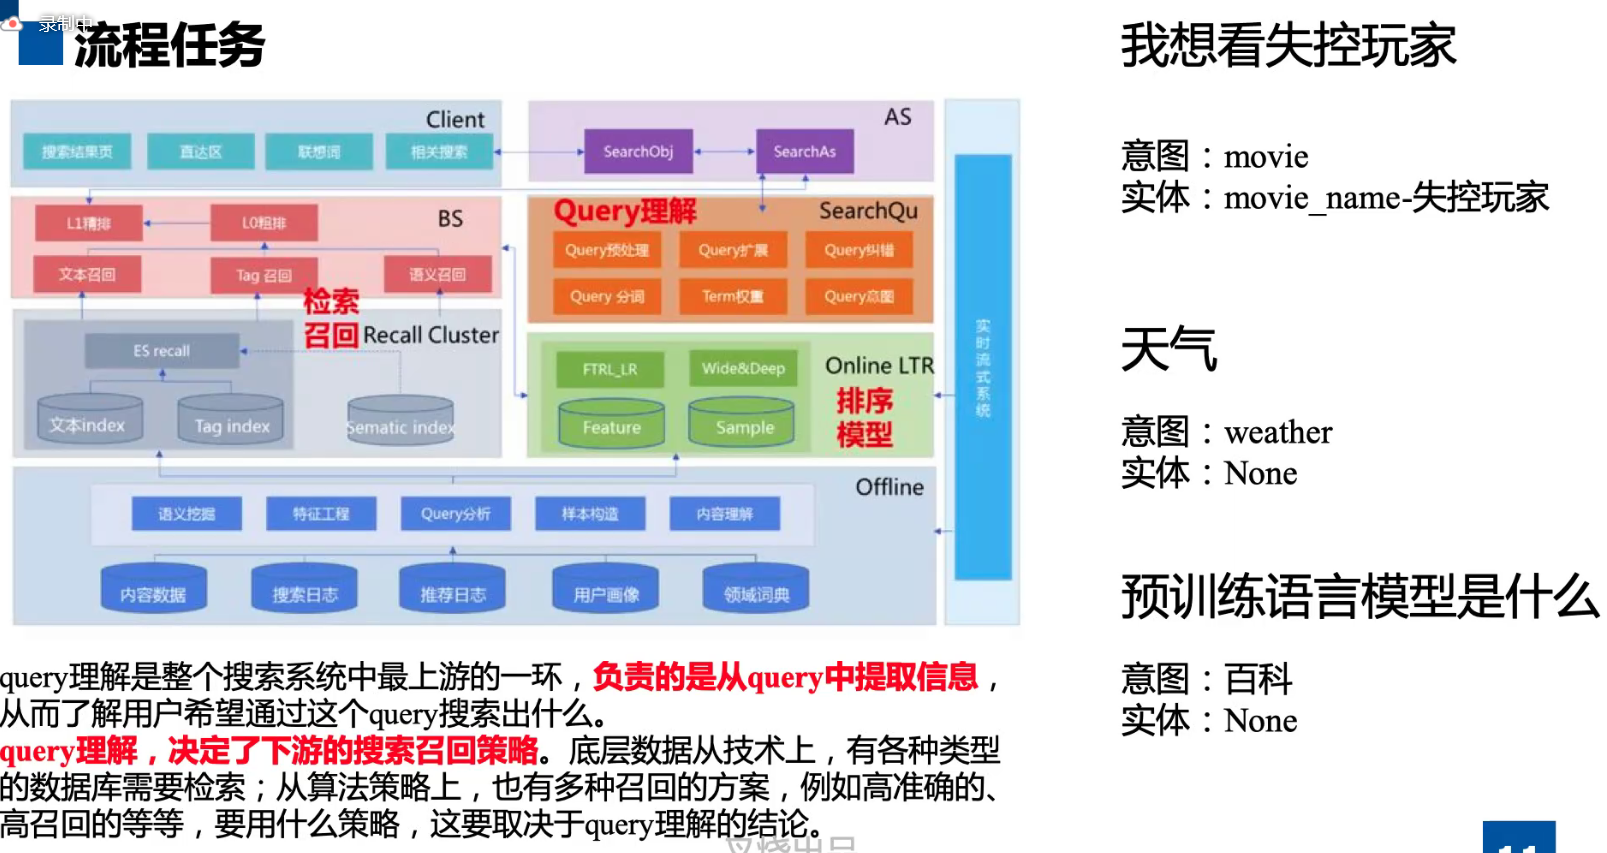 录制中
流程任务
Client
搜索结果页
直达区
联想词
相关搜索
AS
SearchObj
SearchAs
BS
L1精排
L0粗排
文本召回
Tag 召回
语义召回
Query理解
SearchQu
Query预处理
Query扩展
Query纠错
Query 分词
Term权重
Query意图
检索
召回
Recall Cluster
ES recall
文本index
Tag index
Sematic index
Online LTR
FTRL_LR
Wide&Deep
Feature
Sample
排序
模型
实时流式系统
Offline
语义挖掘
特征工程
Query分析
样本构造
内容理解
内容数据
搜索日志
推荐日志
用户画像
领域词典
query理解是整个搜索系统中最上游的一环，负责的是从query中提取信息，
从而了解用户希望通过这个query搜索出什么。
query理解，决定了下游的搜索召回策略。底层数据从技术上，有各种类型
的数据库需要检索；从算法策略上，也有多种召回的方案，例如高准确的、
高召回的等等，要用什么策略，这要取决于query理解的结论。
我想看失控玩家
意图：movie
实体：movie_name-失控玩家
天气
意图：weather
实体：None
预训练语言模型是什么
意图：百科
实体：None
11